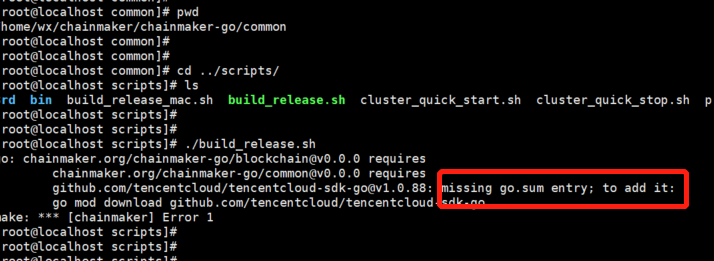 root@localhost common]# pwd
home/wx/chainmaker/chainmaker-go/common
root@localhost common]#
root@localhost common]#
root@localhost common]# cd ../scripts/
root@localhost scripts]# ls
rd bin build_release_mac.sh build_release.sh cluster_quick_start.sh cluster_quick_stop.sh p
root@localhost scripts]#
root@localhost scripts]#
root@localhost scripts]# ./build_release.sh
o: chainmaker.org/chainmaker-go/blockchain@v0.0.0 requires
chainmaker.org/chainmaker-go/common@v0.0.0 requires
github.com/tencentcloud/tencentcloud-sdk-go@v1.0.88: missing go.sum entry; to add it:
go mod download github.com/tencentcloud/tencentcloud-sdk-go
ake: *** [chainmaker] Error 1
root@localhost scripts]#
root@localhost scripts]#
root@localhost scripts]#